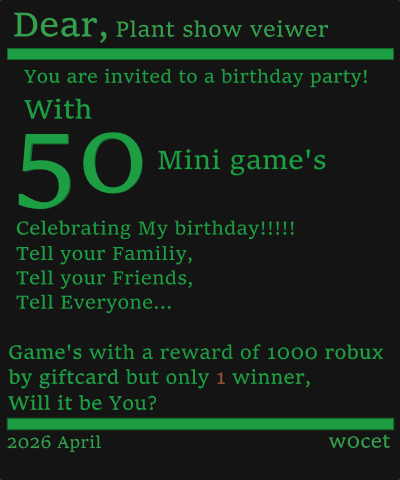 Dear, Plant show veiwer
You are invited to a birthday party!
With
50 Mini game's
Celebrating My birthday!!!!!
Tell your Familiy,
Tell your Friends,
Tell Everyone...
Game's with a reward of 1000 robux
by giftcard but only 1 winner,
Will it be You?
2026 April w0cet